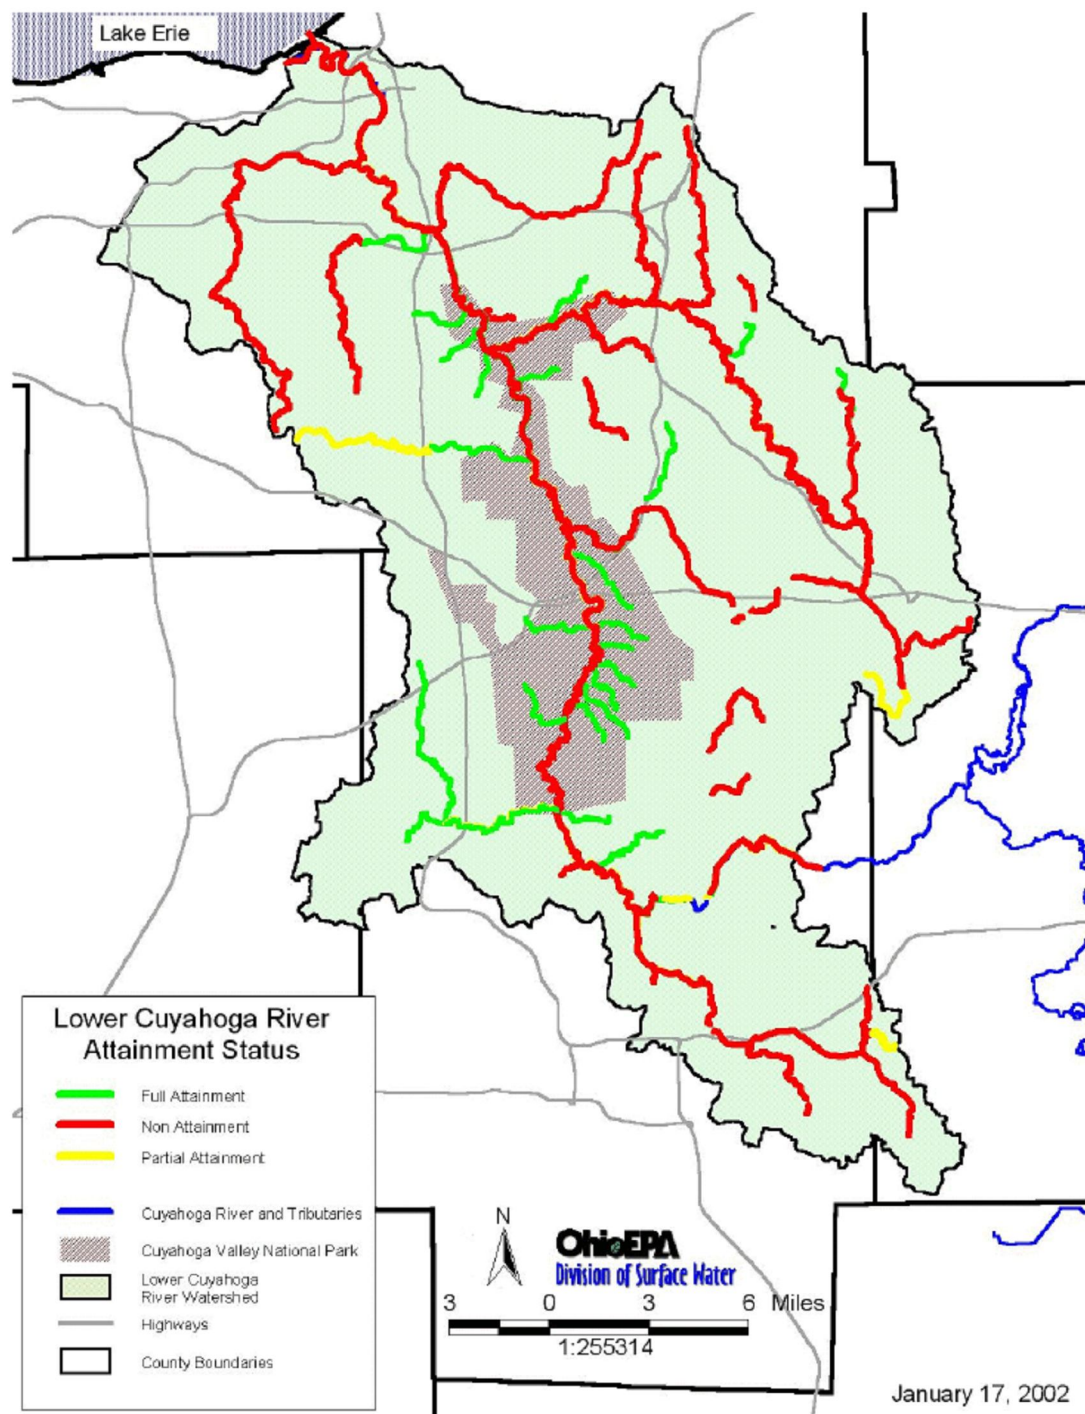 Lake Erie
Lower Cuyahoga River
Attainment Status
Full Attainment
Non Attainment
Partial Attainment
Cuyahoga River and Tributaries
Cuyahoga Valley National Park
Lower Cuyahoga
River Watershed
Highways
County Boundaries
N
OhioEPA
Division of Surface Water
3 0 3 6 Miles
1:255314
January 17, 2002